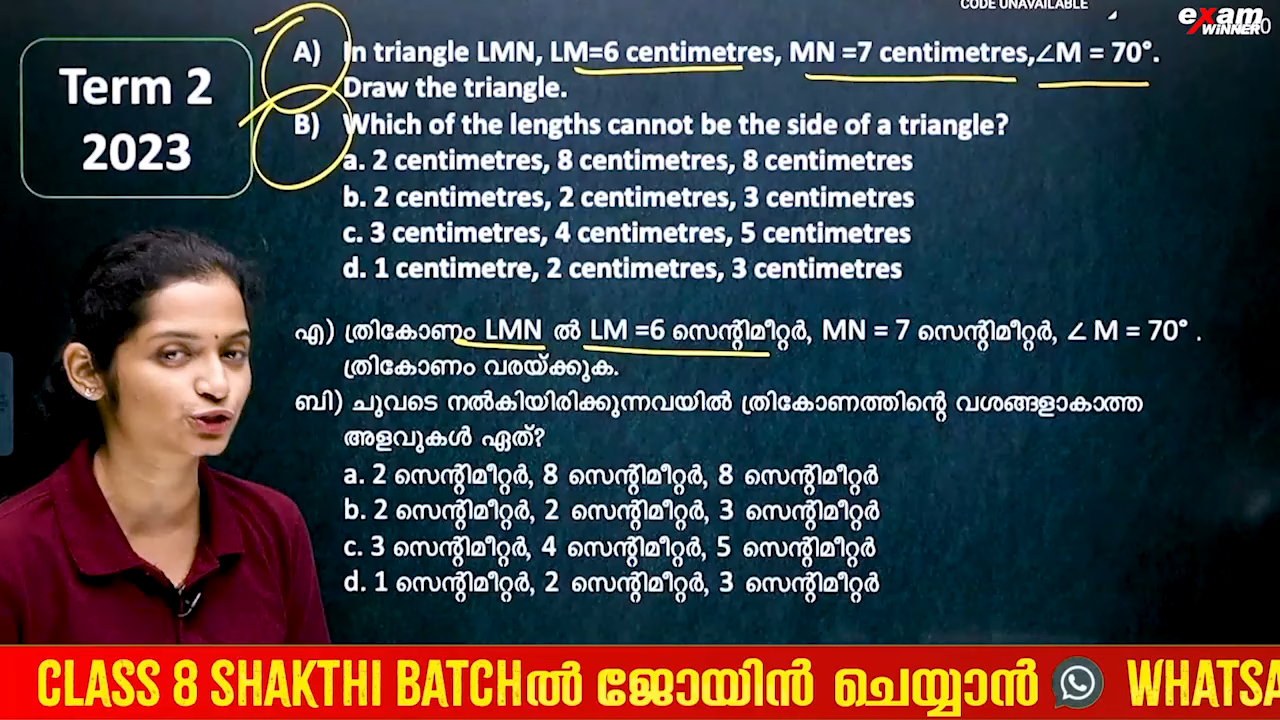 CODE UNAVAILABLE
exam
WINNER
Term 2
2023
A) In triangle LMN, LM=6 centimetres, MN =7 centimetres,∠M = 70°.
Draw the triangle.
B) Which of the lengths cannot be the side of a triangle?
a. 2 centimetres, 8 centimetres, 8 centimetres
b. 2 centimetres, 2 centimetres, 3 centimetres
c. 3 centimetres, 4 centimetres, 5 centimetres
d. 1 centimetre, 2 centimetres, 3 centimetres
എ) ത്രികോണം LMN ൽ LM =6 സെന്റിമീറ്റർ, MN = 7 സെന്റിമീറ്റർ, ∠ M = 70° .
ത്രികോണം വരയ്ക്കുക.
ബി) ചുവടെ നൽകിയിരിക്കുന്നവയിൽ ത്രികോണത്തിന്റെ വശങ്ങളാകാത്ത
അളവുകൾ ഏത്?
a. 2 സെന്റിമീറ്റർ, 8 സെന്റിമീറ്റർ, 8 സെന്റിമീറ്റർ
b. 2 സെന്റിമീറ്റർ, 2 സെന്റിമീറ്റർ, 3 സെന്റിമീറ്റർ
c. 3 സെന്റിമീറ്റർ, 4 സെന്റിമീറ്റർ, 5 സെന്റിമീറ്റർ
d. 1 സെന്റിമീറ്റർ, 2 സെന്റിമീറ്റർ, 3 സെന്റിമീറ്റർ
CLASS 8 SHAKTHI BATCHൽ ജോയിൻ ചെയ്യാൻ WHATSA